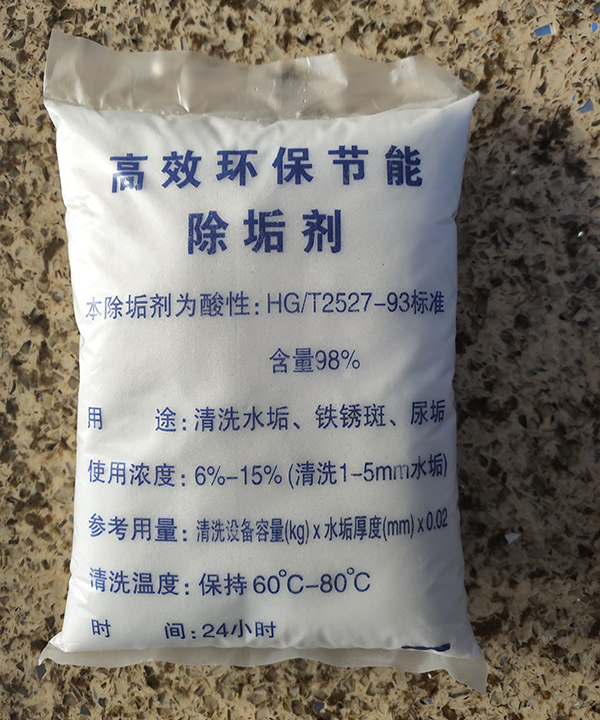 高效环保节能
除垢剂
本除垢剂为酸性：HG/T2527-93标准
含量98%
用 途：清洗水垢、铁锈斑、尿垢
使用浓度：6%-15%(清洗1-5mm水垢)
参考用量：清洗设备容量(kg)x水垢厚度(mm)x0.02
清洗温度：保持60℃-80℃
时 间：24小时